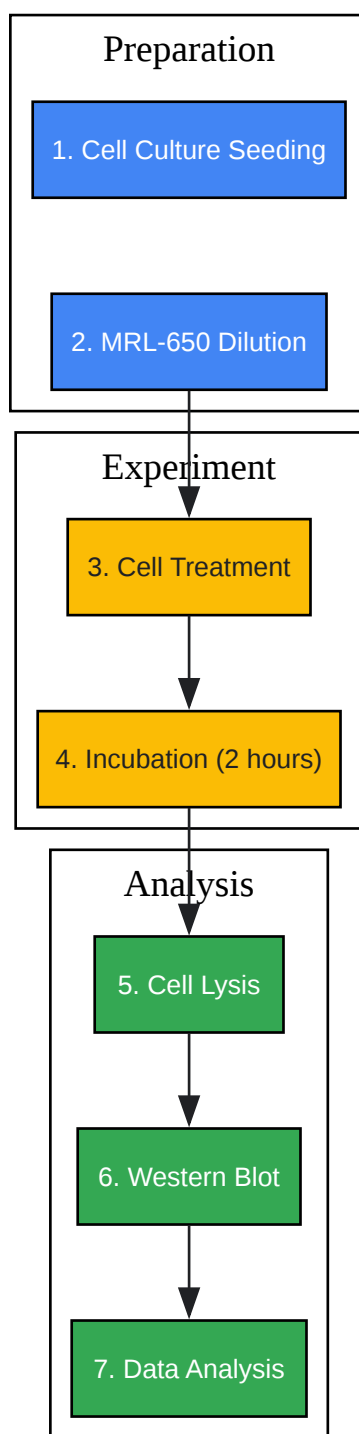 Preparation
1. Cell Culture Seeding
2. MRL-650 Dilution
Experiment
3. Cell Treatment
4. Incubation (2 hours)
Analysis
5. Cell Lysis
6. Western Blot
7. Data Analysis